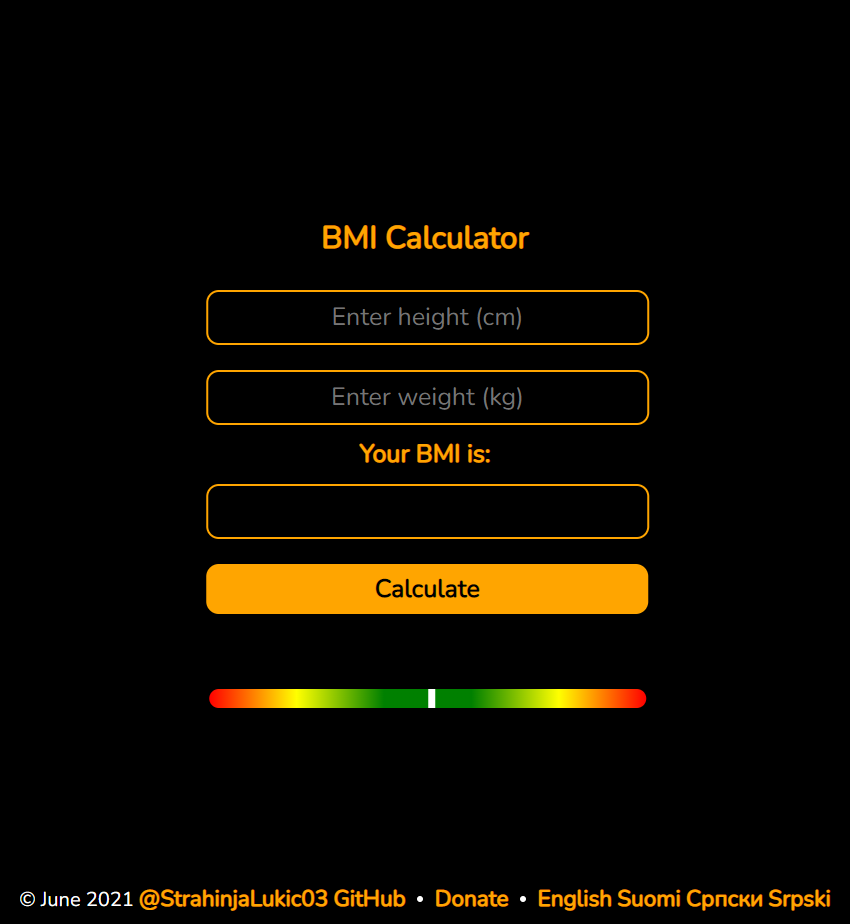 BMI Calculator
Enter height (cm)
Enter weight (kg)
Your BMI is:
Calculate
© June 2021 @StrahinjaLukic03 GitHub • Donate • English Suomi Српски Srpski